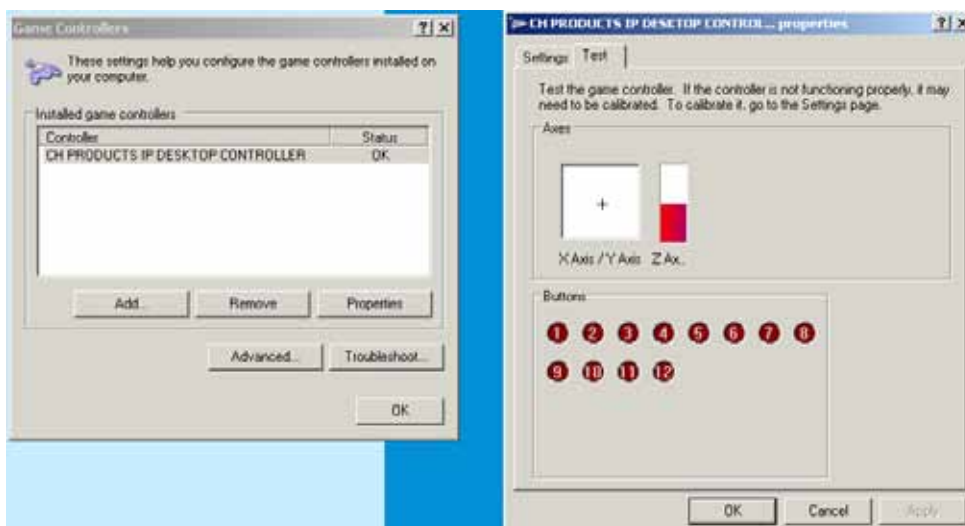 Game Controllers
These settings help you configure the game controllers installed on
your computer.
Installed game controllers
Controller Status
CH PRODUCTS IP DESKTOP CONTROLLER OK
Add...
Remove
Properties
Advanced...
Troubleshoot...
OK
CH PRODUCTS IP DESKTOP CONTROL... properties
Settings Test
Test the game controller. If the controller is not functioning properly, it may
need to be calibrated. To calibrate it, go to the Settings page.
Axes
X Axis / Y Axis Z Ax..
Buttons
1 2 3 4 5 6 7 8
9 10 11 12
OK Cancel Apply